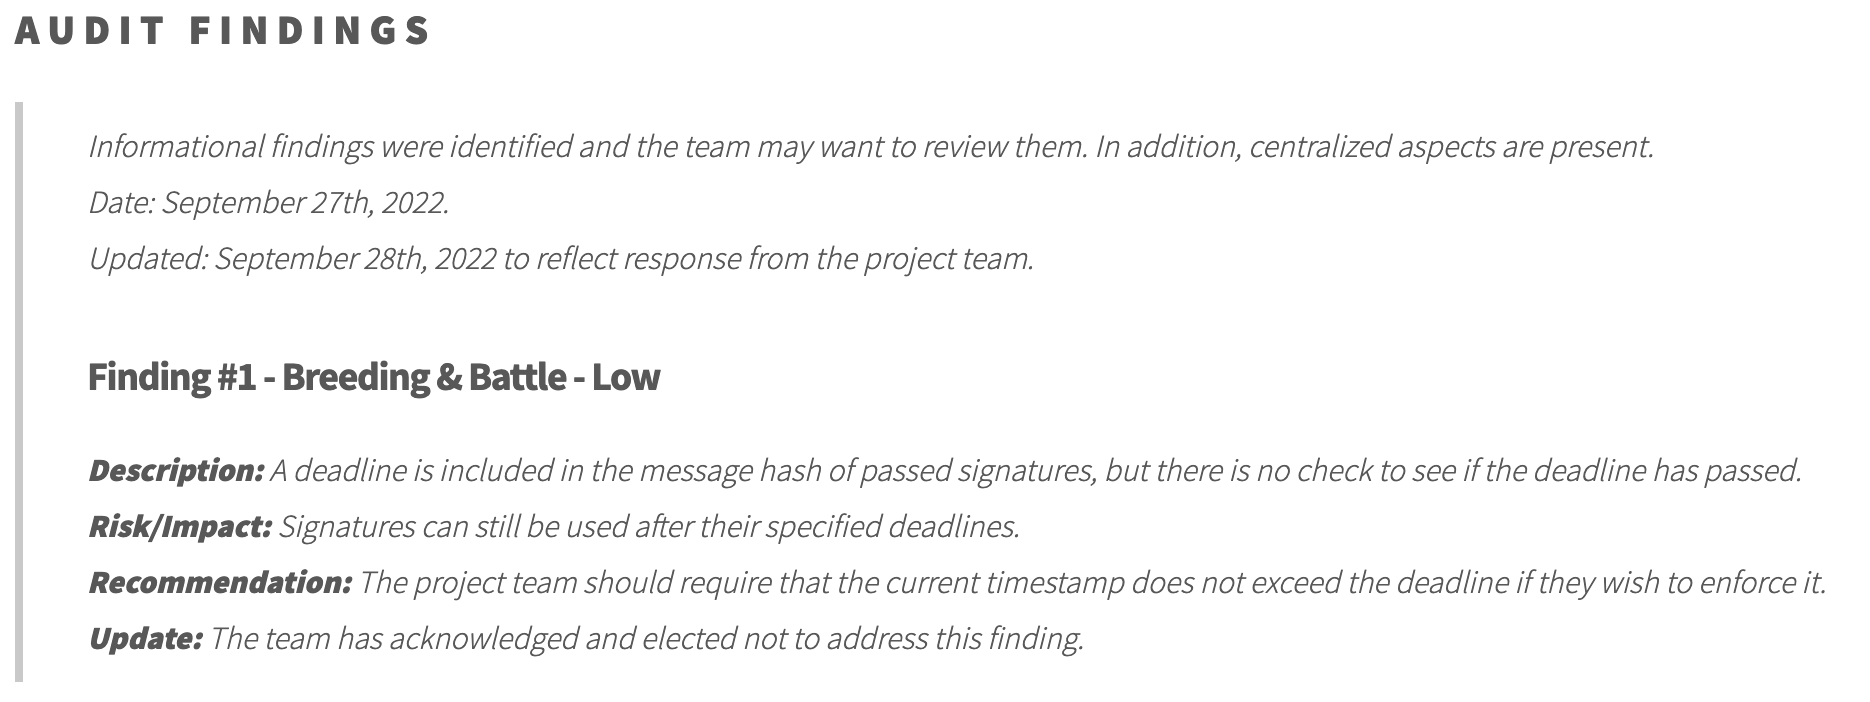 AUDIT FINDINGS
Informational findings were identified and the team may want to review them. In addition, centralized aspects are present.
Date: September 27th, 2022.
Updated: September 28th, 2022 to reflect response from the project team.
Finding #1 - Breeding & Battle - Low
Description: A deadline is included in the message hash of passed signatures, but there is no check to see if the deadline has passed.
Risk/Impact: Signatures can still be used after their specified deadlines.
Recommendation: The project team should require that the current timestamp does not exceed the deadline if they wish to enforce it.
Update: The team has acknowledged and elected not to address this finding.